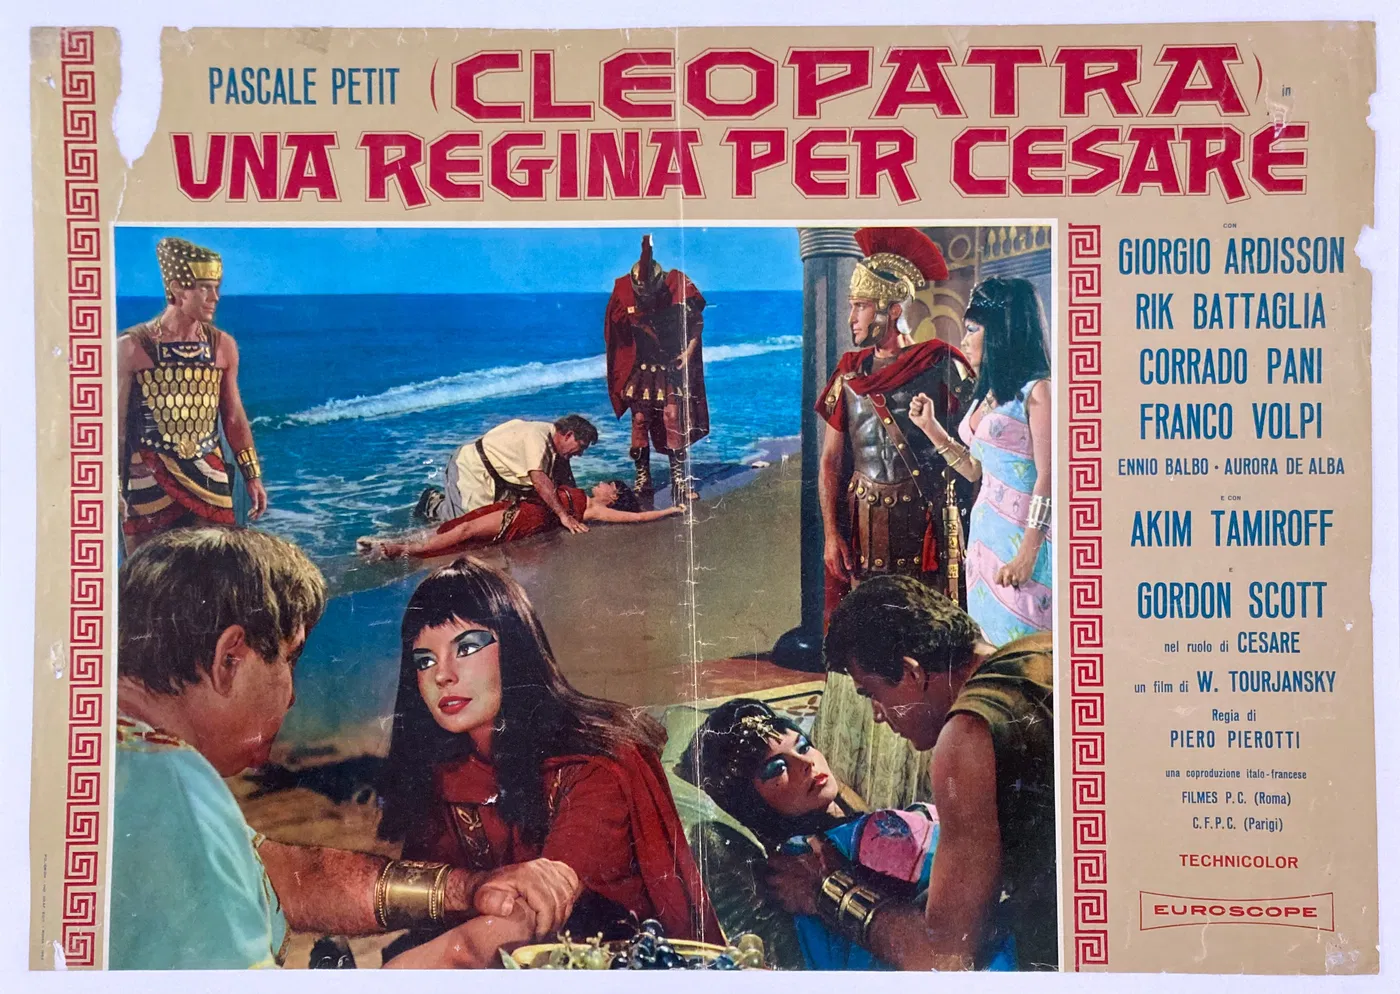 PASCALE PETIT (CLEOPATRA) in
UNA REGINA PER CESARE
CON
GIORGIO ARDISSON
RIK BATTAGLIA
CORRADO PANI
FRANCO VOLPI
ENNIO BALBO • AURORA DE ALBA
E CON
AKIM TAMIROFF
E
GORDON SCOTT
nel ruolo di CESARE
un film di W. TOURJANSKY
Regia di
PIERO PIEROTTI
una coproduzione italo-francese
FILMES P.C. (Roma)
C.F.P.C. (Parigi)
TECHNICOLOR
EUROSCOPE